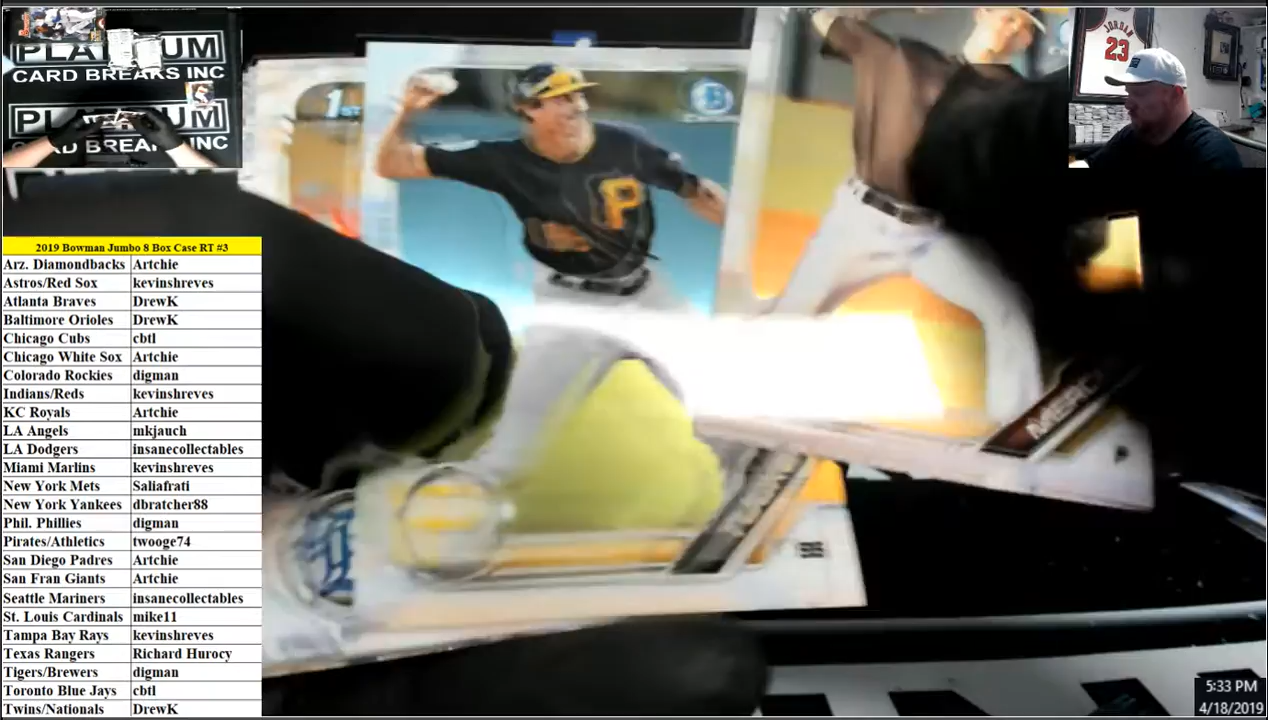 PLATINUM
CARD BREAKS INC
PLATINUM
CARD BREAKS INC
JORDAN
23
1ST
P
2019 Bowman Jumbo 8 Box Case RT #3
Arz. Diamondbacks Artchie
Astros/Red Sox kevinshreves
Atlanta Braves DrewK
Baltimore Orioles DrewK
Chicago Cubs cbtl
Chicago White Sox Artchie
Colorado Rockies digman
Indians/Reds kevinshreves
KC Royals Artchie
LA Angels mkjauch
LA Dodgers insanecollectables
Miami Marlins kevinshreves
New York Mets Saliafrati
New York Yankees dbratcher88
Phil. Phillies digman
Pirates/Athletics twooge74
San Diego Padres Artchie
San Fran Giants Artchie
Seattle Mariners insanecollectables
St. Louis Cardinals mike11
Tampa Bay Rays kevinshreves
Texas Rangers Richard Hurocy
Tigers/Brewers digman
Toronto Blue Jays cbtl
Twins/Nationals DrewK
5:33 PM
4/18/2019